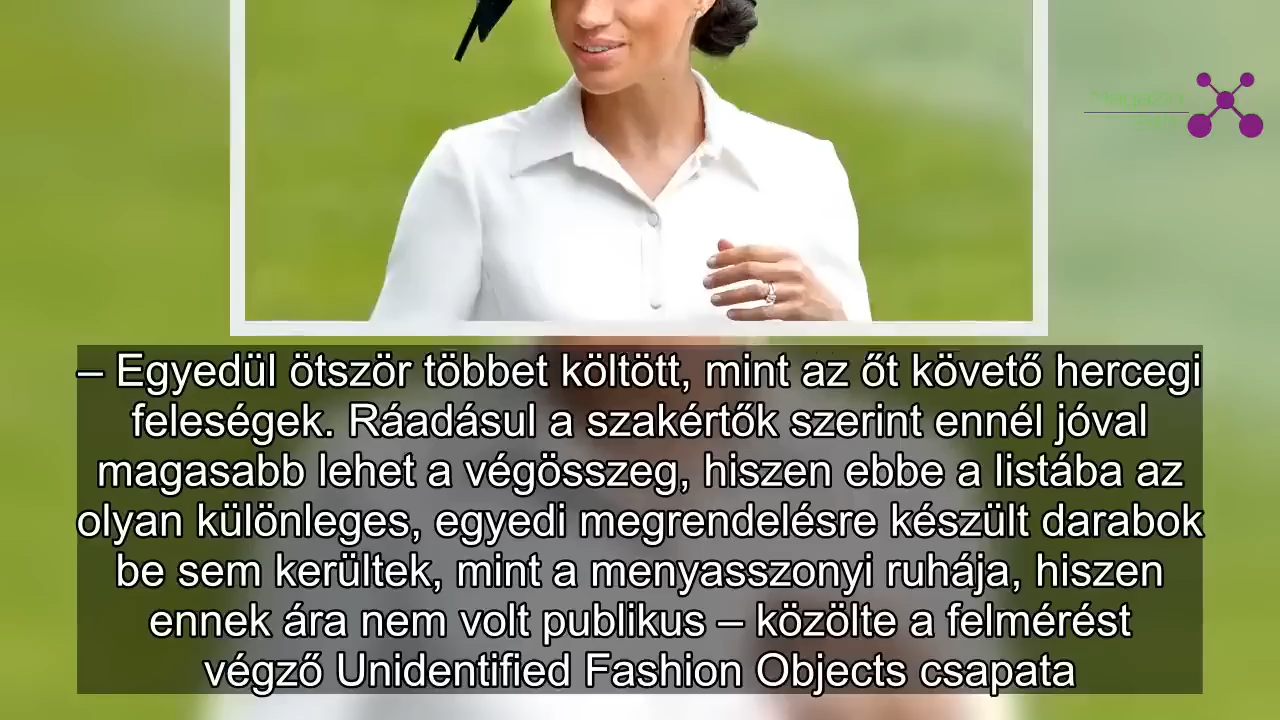 Magazon
– Egyedül ötször többet költött, mint az őt követő hercegi
feleségek. Ráadásul a szakértők szerint ennél jóval
magasabb lehet a végösszeg, hiszen ebbe a listába az
olyan különleges, egyedi megrendelésre készült darabok
be sem kerültek, mint a menyasszonyi ruhája, hiszen
ennek ára nem volt publikus – közölte a felmérést
végző Unidentified Fashion Objects csapata